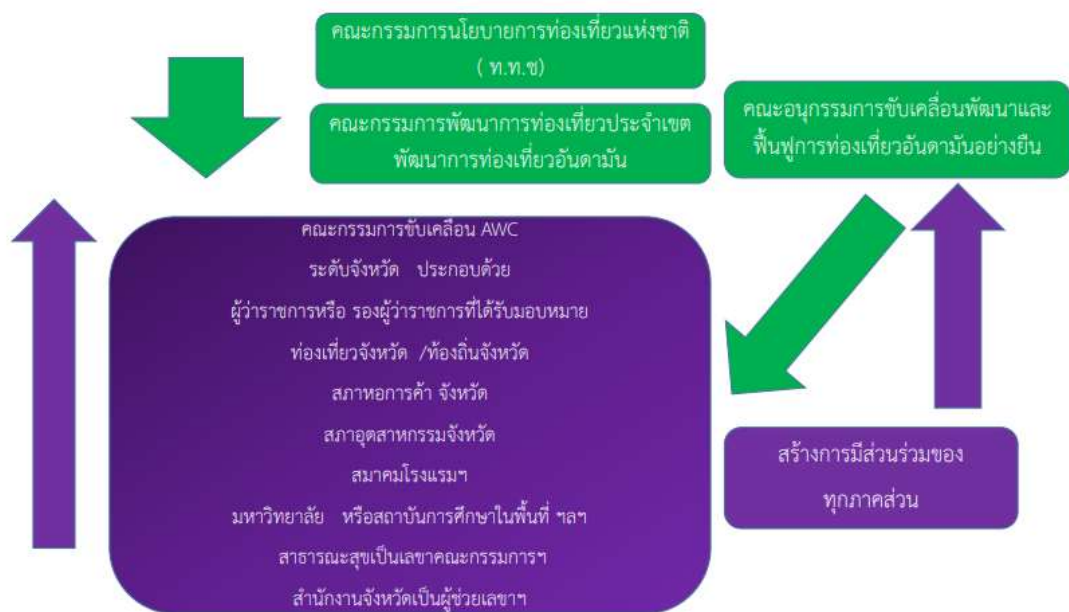 คณะกรรมการนโยบายการท่องเที่ยวแห่งชาติ
( ท.ท.ช)
คณะกรรมการพัฒนาการท่องเที่ยวประจำเขต
พัฒนาการท่องเที่ยวอันดามัน
คณะอนุกรรมการขับเคลื่อนพัฒนาและ
ฟื้นฟูการท่องเที่ยวอันดามันอย่างยืน
คณะกรรมการขับเคลื่อน AWC
ระดับจังหวัด ประกอบด้วย
ผู้ว่าราชการหรือ รองผู้ว่าราชการที่ได้รับมอบหมาย
ท่องเที่ยวจังหวัด /ท้องถิ่นจังหวัด
สภาหอการค้า จังหวัด
สภาอุตสาหกรรมจังหวัด
สมาคมโรงแรมฯ
มหาวิทยาลัย หรือสถาบันการศึกษาในพื้นที่ ฯลฯ
สาธารณะสุขเป็นเลขาคณะกรรมการฯ
สำนักงานจังหวัดเป็นผู้ช่วยเลขาฯ
สร้างการมีส่วนร่วมของ
ทุกภาคส่วน